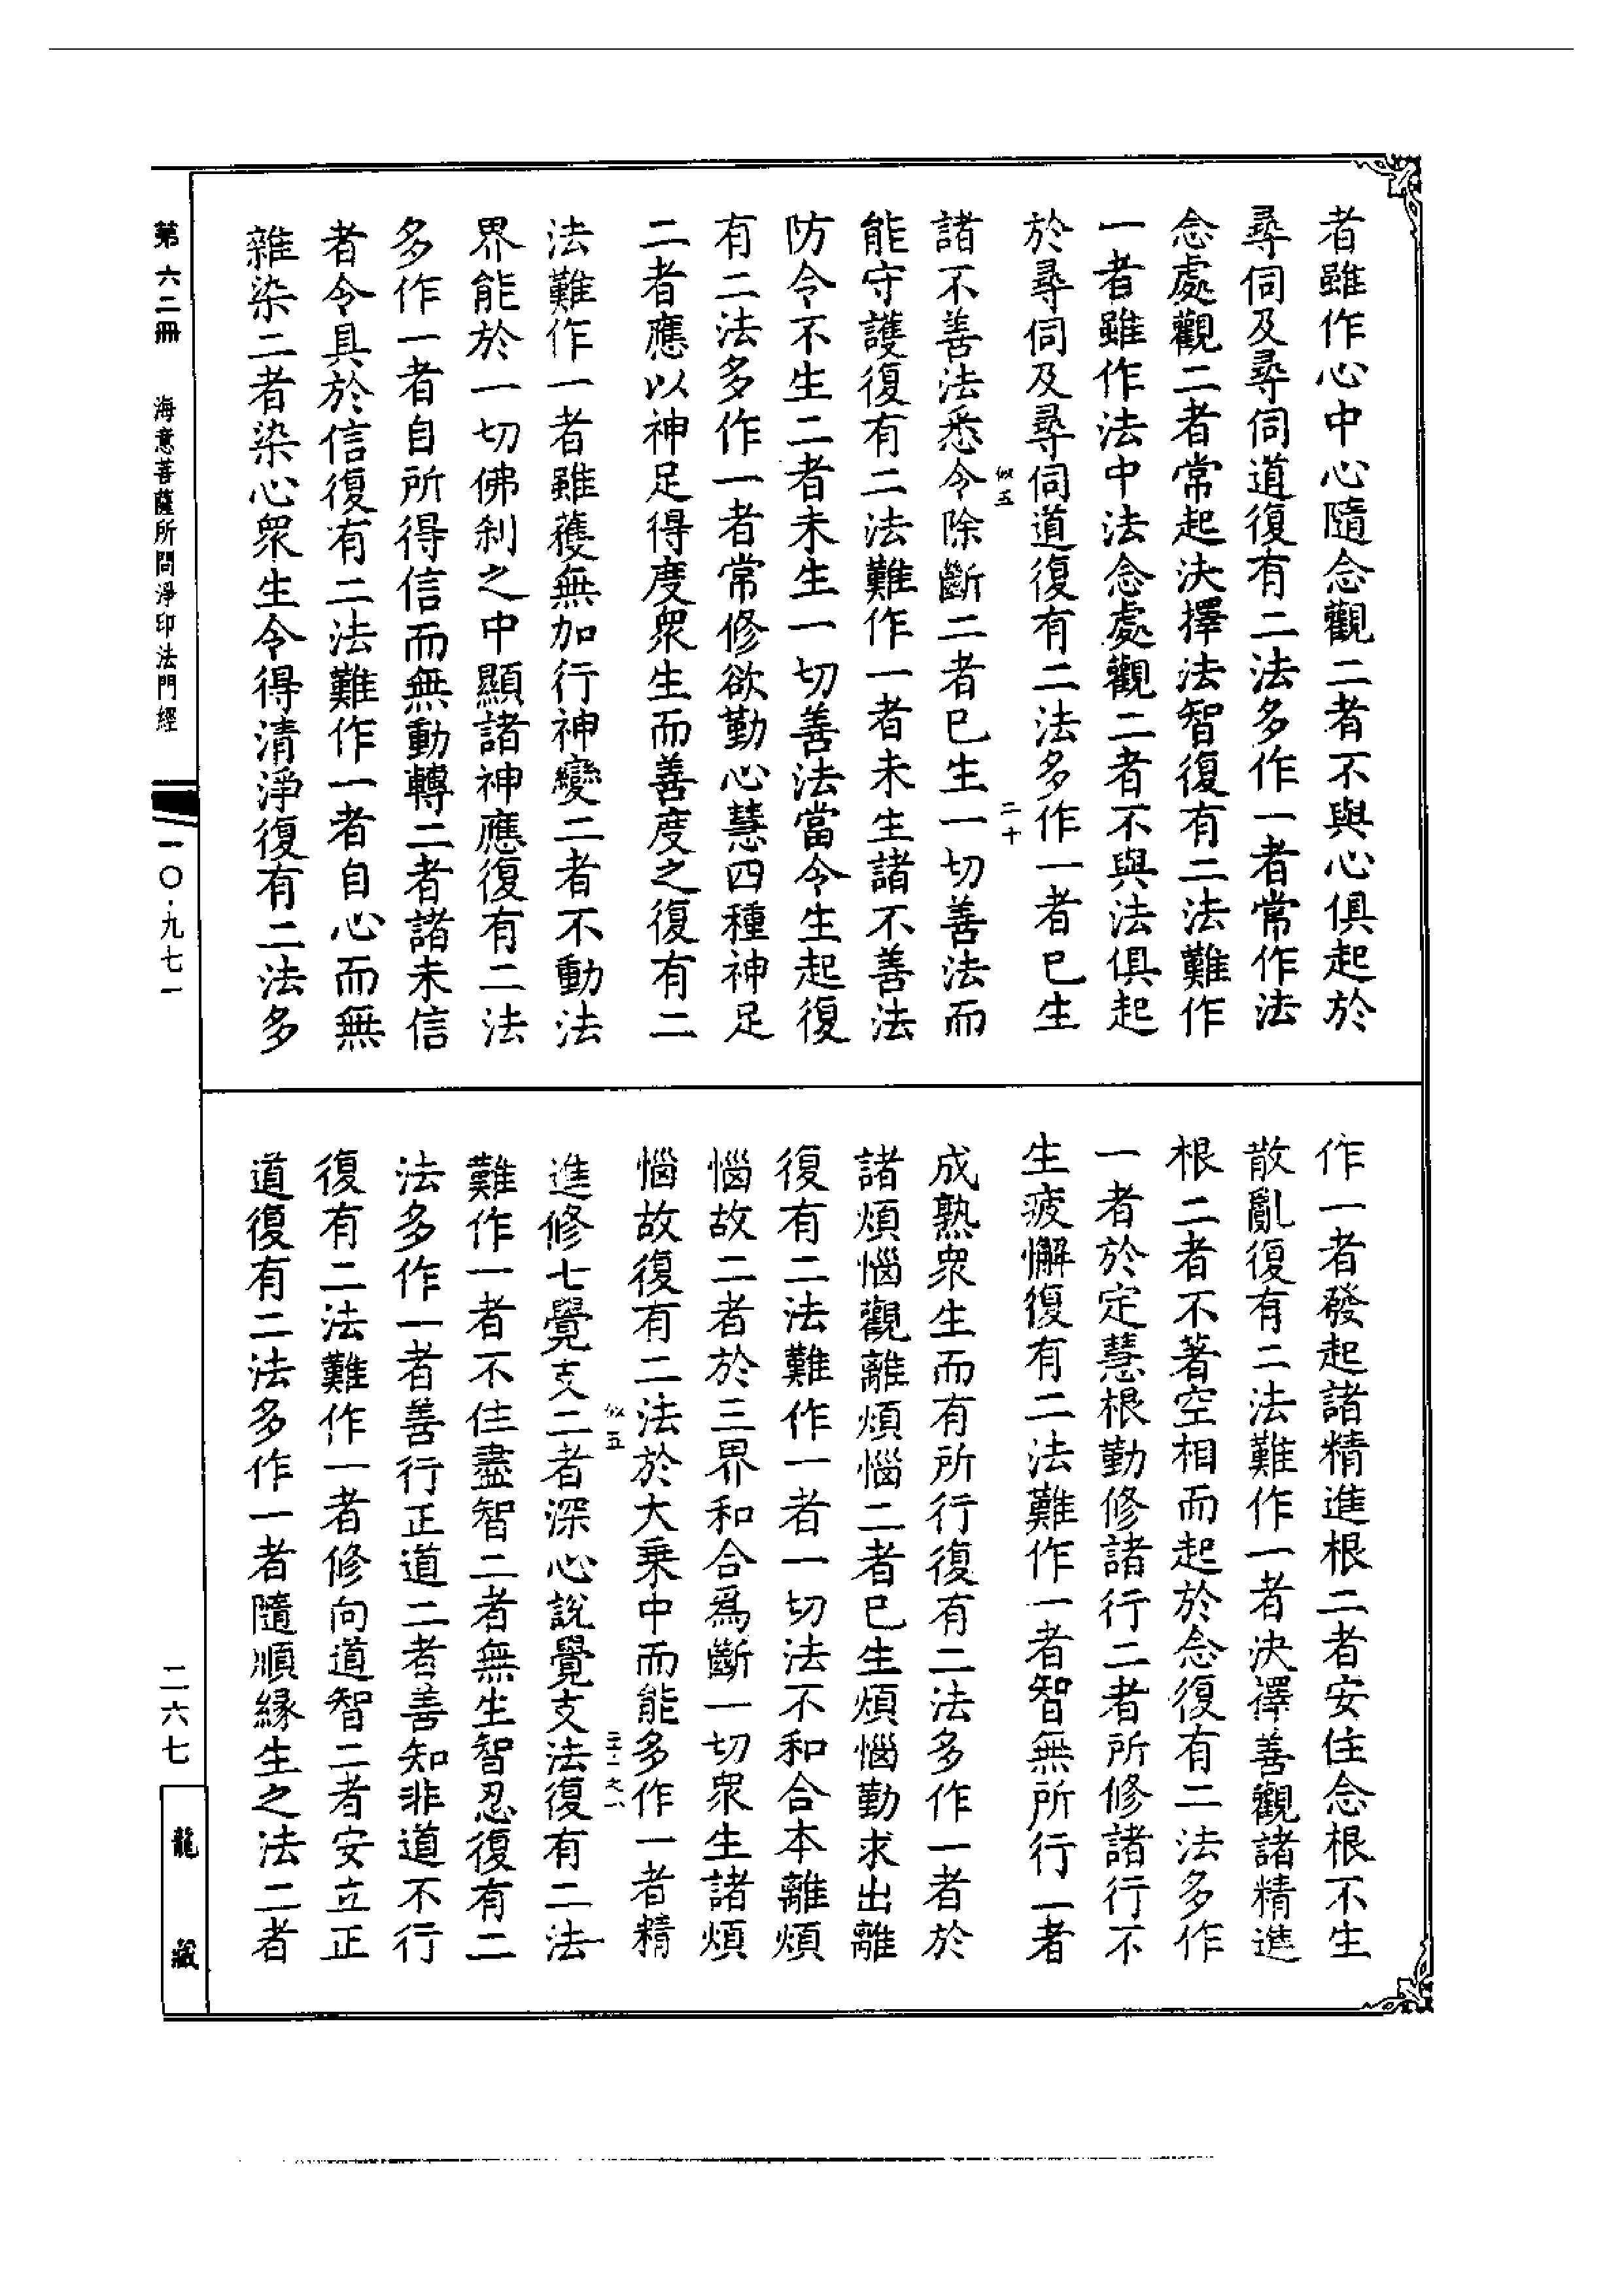 者雖作心中心隨念觀二者不與心俱起於
尋伺及尋伺道復有二法多作一者常作法
念處觀二者常起決擇法智復有二法難作
一者雖作法中法念處觀二者不與法俱起
於尋伺及尋伺道復有二法多作一者已生
似五
二十
諸不善法悉令除斷二者已生一切善法而
能守護復有二法難作一者未生諸不善法
防令不生二者未生一切善法當令生起復
有二法多作一者常修欲勤心慧四種神足
二者應以神足得度衆生而善度之復有二
法難作一者雖獲無加行神變二者不動法
界能於一切佛刹之中顯諸神應復有二法
多作一者自所得信而無動轉二者諸未信
者令具於信復有二法難作一者自心而無
雜染二者染心衆生令得清淨復有二法多
作一者發起諸精進根二者安住念根不生
散亂復有二法難作一者決擇善觀諸精進
根二者不著空相而起於念復有二法多作
一者於定慧根勤修諸行二者所修諸行不
生疲懈復有二法難作一者智無所行二者
成熟衆生而有所行復有二法多作一者於
諸煩惱觀離煩惱二者已生煩惱勤求出離
復有二法難作一者一切法不和合本離煩
惱故二者於三界和合爲斷一切衆生諸煩
惱故復有二法於大乘中而能多作一者精
似五
進修七覺支二者深心說覺支法復有二法
難作一者不住盡智二者無生智忍復有二
法多作一者善行正道二者善知非道不行
復有二法難作一者修向道智二者安立正
道復有二法多作一者隨順緣生之法二者
第六二冊
海意菩薩所問淨印法門經
一〇·九七一
二六七
龍藏